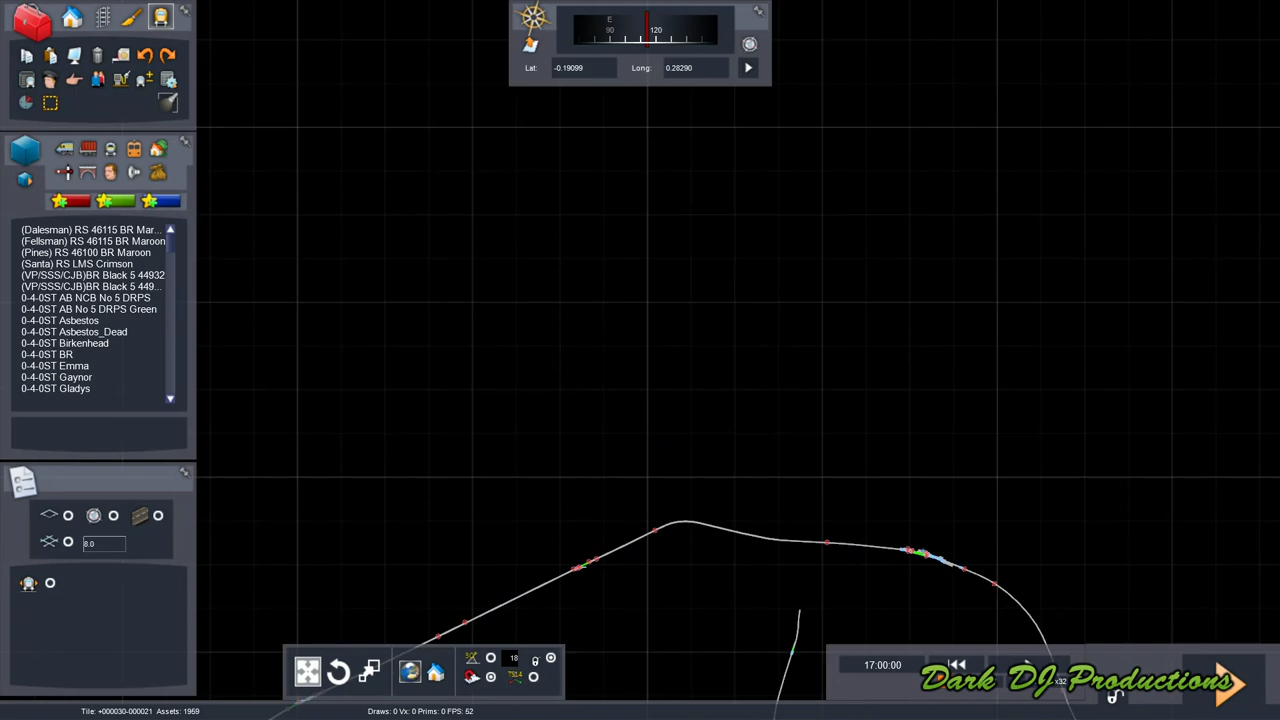 E
90
120
Lat:
-0.19099
Long:
0.28290
(Dalesman) RS 46115 BR Mar...
(Fellsman) RS 46115 BR Maroon
(Pines) RS 46100 BR Maroon
(Santa) RS LMS Crimson
(VP/SSS/CJB)BR Black 5 44932
(VP/SSS/CJB)BR Black 5 449...
0-4-0ST AB NCB No 5 DRPS
0-4-0ST AB No 5 DRPS Green
0-4-0ST Asbestos
0-4-0ST Asbestos_Dead
0-4-0ST Birkenhead
0-4-0ST BR
0-4-0ST Emma
0-4-0ST Gaynor
0-4-0ST Gladys
8.0
18
TS14
17:00:00
x32
Dark DJ Productions
Tile: +000030-000021 Assets: 1959
Draws: 0 Vx: 0 Prims: 0 FPS: 52